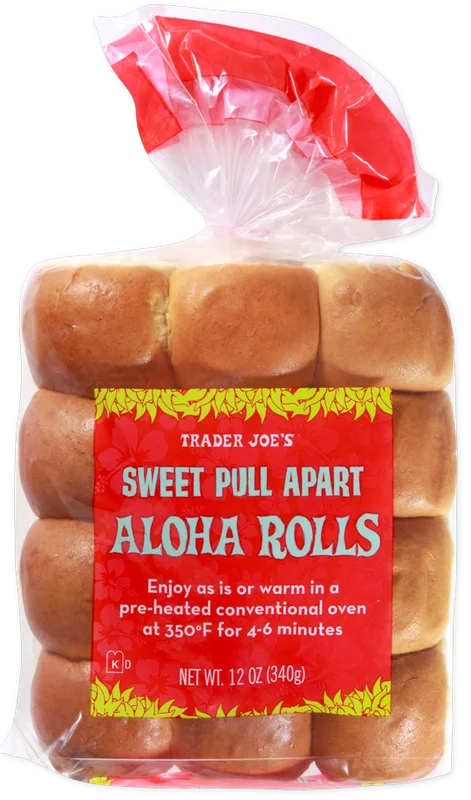 TRADER JOE'S
SWEET PULL APART
ALOHA ROLLS
Enjoy as is or warm in a
pre-heated conventional oven
at 350°F for 4-6 minutes
K D
NET WT. 12 OZ (340g)